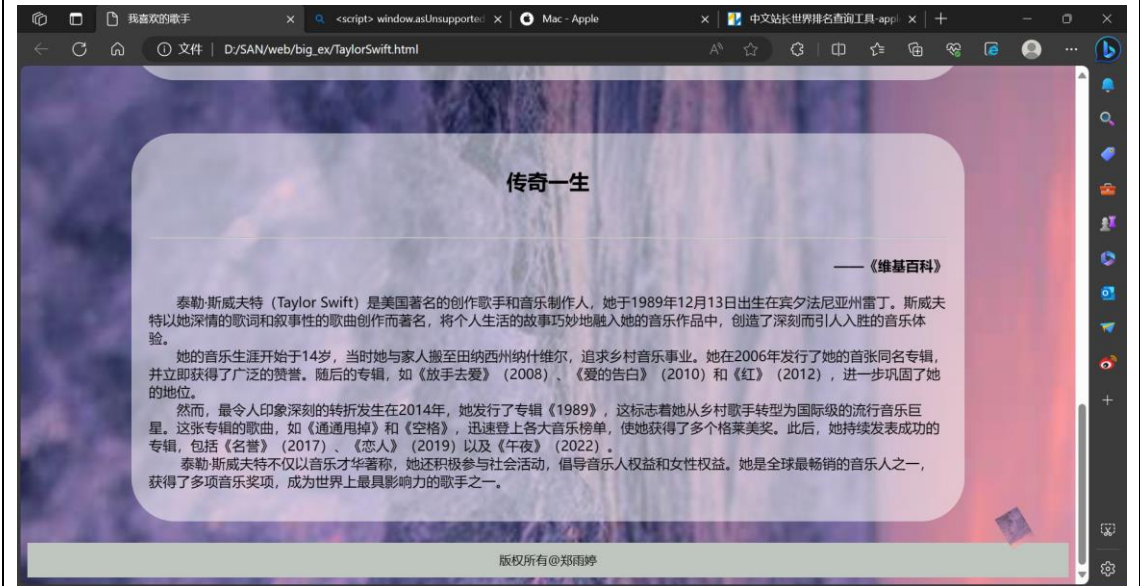 我喜欢的歌手
<script> window.asUnsupported
Mac - Apple
中文站长世界排名查询工具-appl
文件 | D:/SAN/web/big_ex/TaylorSwift.html
传奇一生
——《维基百科》
泰勒·斯威夫特（Taylor Swift）是美国著名的创作歌手和音乐制作人，她于1989年12月13日出生在宾夕法尼亚州雷丁。斯威夫
特以她深情的歌词和叙事性的歌曲创作而著名，将个人生活的故事巧妙地融入她的音乐作品中，创造了深刻而引人入胜的音乐体
验。
她的音乐生涯开始于14岁，当时她与家人搬至田纳西州纳什维尔，追求乡村音乐事业。她在2006年发行了她的首张同名专辑，
并立即获得了广泛的赞誉。随后的专辑，如《放手去爱》（2008）、《爱的告白》（2010）和《红》（2012），进一步巩固了她
的地位。
然而，最令人印象深刻的转折发生在2014年，她发行了专辑《1989》，这标志着她从乡村歌手转型为国际级的流行音乐巨
星。这张专辑的歌曲，如《通通甩掉》和《空格》，迅速登上各大音乐榜单，使她获得了多个格莱美奖。此后，她持续发表成功的
专辑，包括《名誉》（2017）、《恋人》（2019）以及《午夜》（2022）。
泰勒·斯威夫特不仅以音乐才华著称，她还积极参与社会活动，倡导音乐人权益和女性权益。她是全球最畅销的音乐人之一，
获得了多项音乐奖项，成为世界上最具影响力的歌手之一。
版权所有@郑雨婷